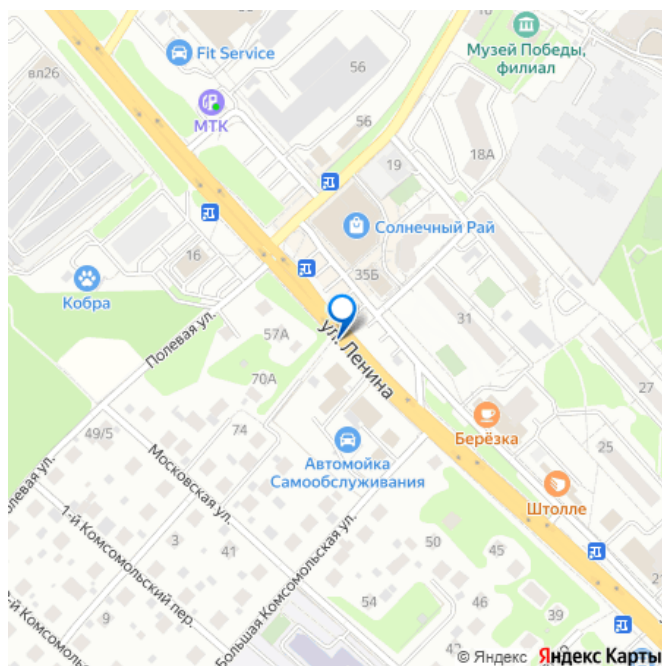 Музей Победы,
филиал
Fit Service
вл26
56
МТК
56
18А
19
Солнечный Рай
16
35Б
Кобра
57А
31
ул. Ленина
Полевая ул.
70А
27
49/5
74
Берёзка
25
Автомойка
Самообслуживания
Московская ул.
Штолле
1-й Комсомольский пер.
3
41
50
45
Большая Комсомольская ул.
54
46
39
9
© Яндекс Яндекс Карты